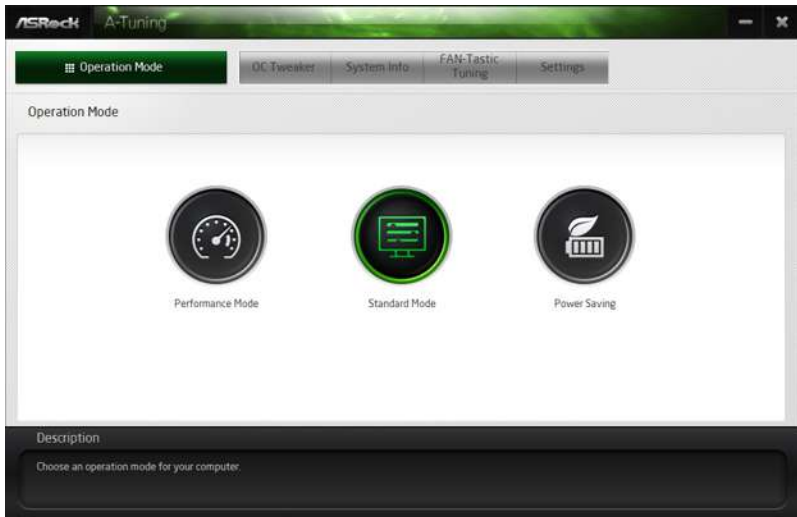 ASRock A-Tuning
Operation Mode OC Tweaker System Info FAN-Tastic
Tuning Settings
Operation Mode
Performance Mode Standard Mode Power Saving
Description
Choose an operation mode for your computer.